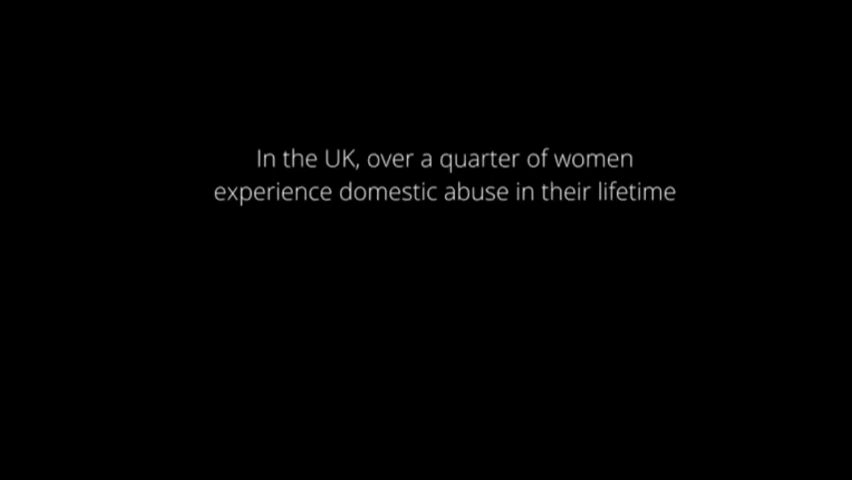 In the UK, over a quarter of women
experience domestic abuse in their lifetime